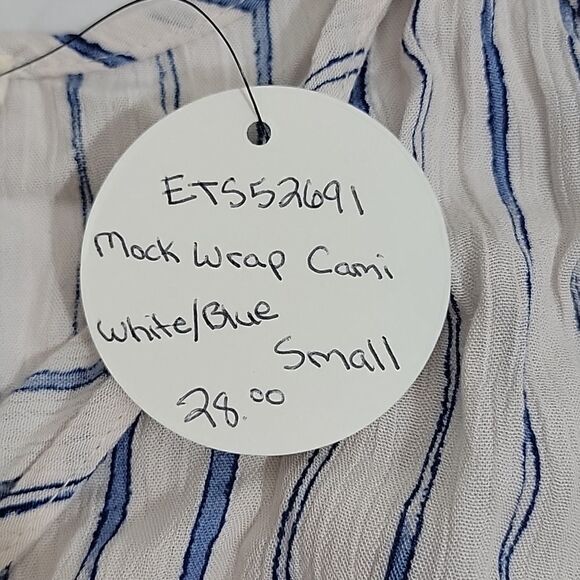 ETS52691
Mock Wrap Cami
White/Blue
Small
28.00